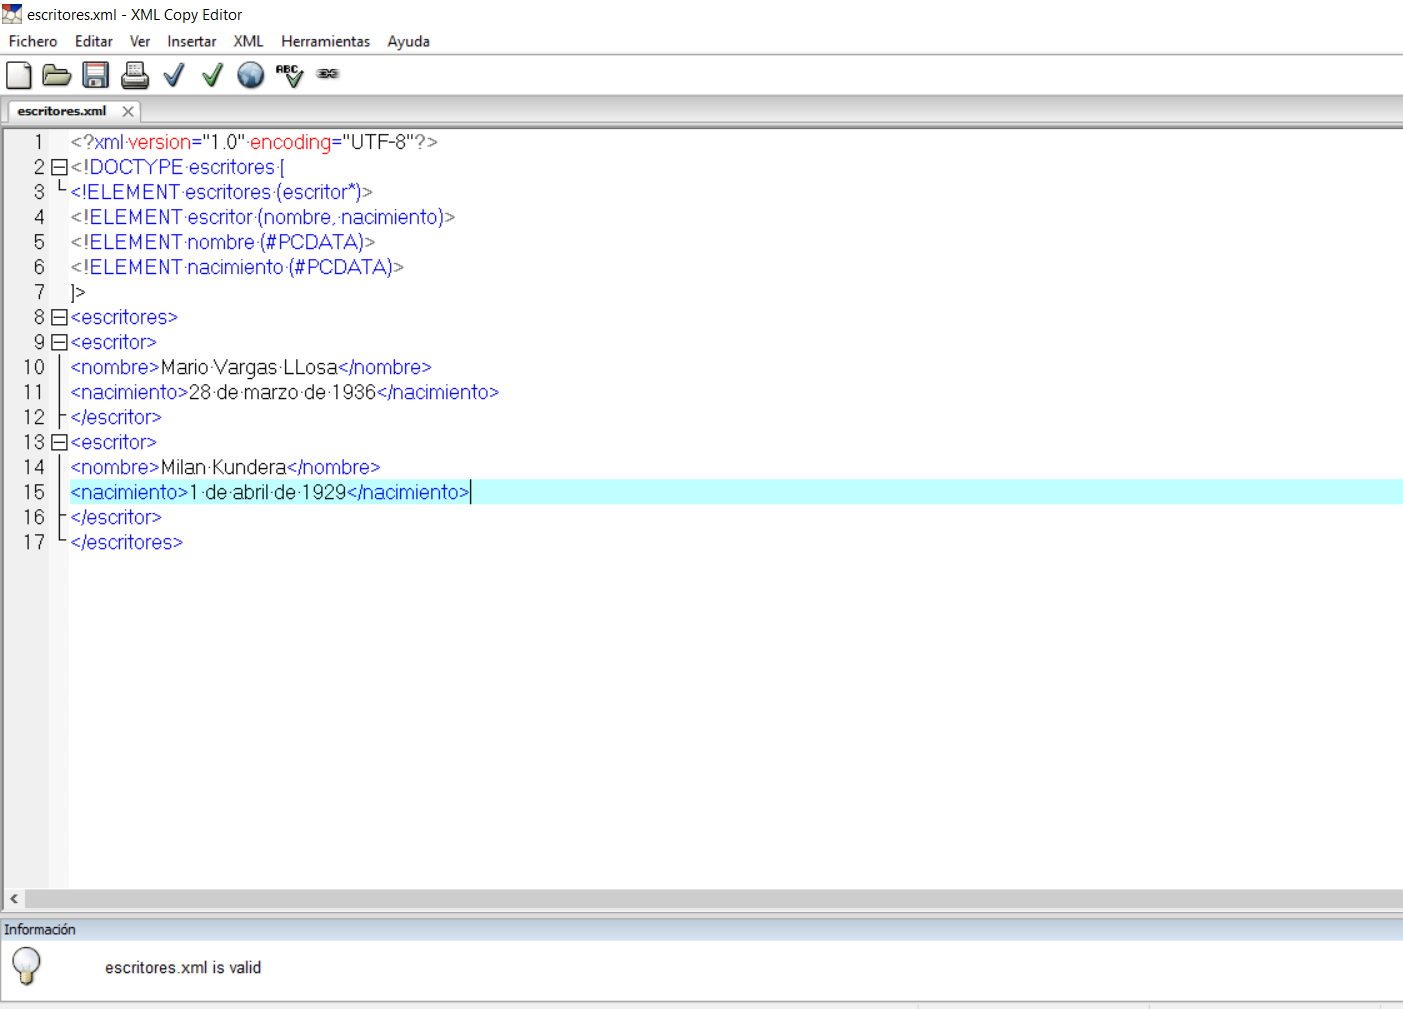 escritores.xml - XML Copy Editor
Fichero Editar Ver Insertar XML Herramientas Ayuda
ABC
escritores.xml
1 <?xml version="1.0" encoding="UTF-8"?>
2 <!DOCTYPE escritores [
3 <!ELEMENT escritores (escritor*)>
4 <!ELEMENT escritor (nombre, nacimiento)>
5 <!ELEMENT nombre (#PCDATA)>
6 <!ELEMENT nacimiento (#PCDATA)>
7 ]>
8 <escritores>
9 <escritor>
10 <nombre>Mario Vargas LLosa</nombre>
11 <nacimiento>28 de marzo de 1936</nacimiento>
12 </escritor>
13 <escritor>
14 <nombre>Milan Kundera</nombre>
15 <nacimiento>1 de abril de 1929</nacimiento>
16 </escritor>
17 </escritores>
Información
escritores.xml is valid